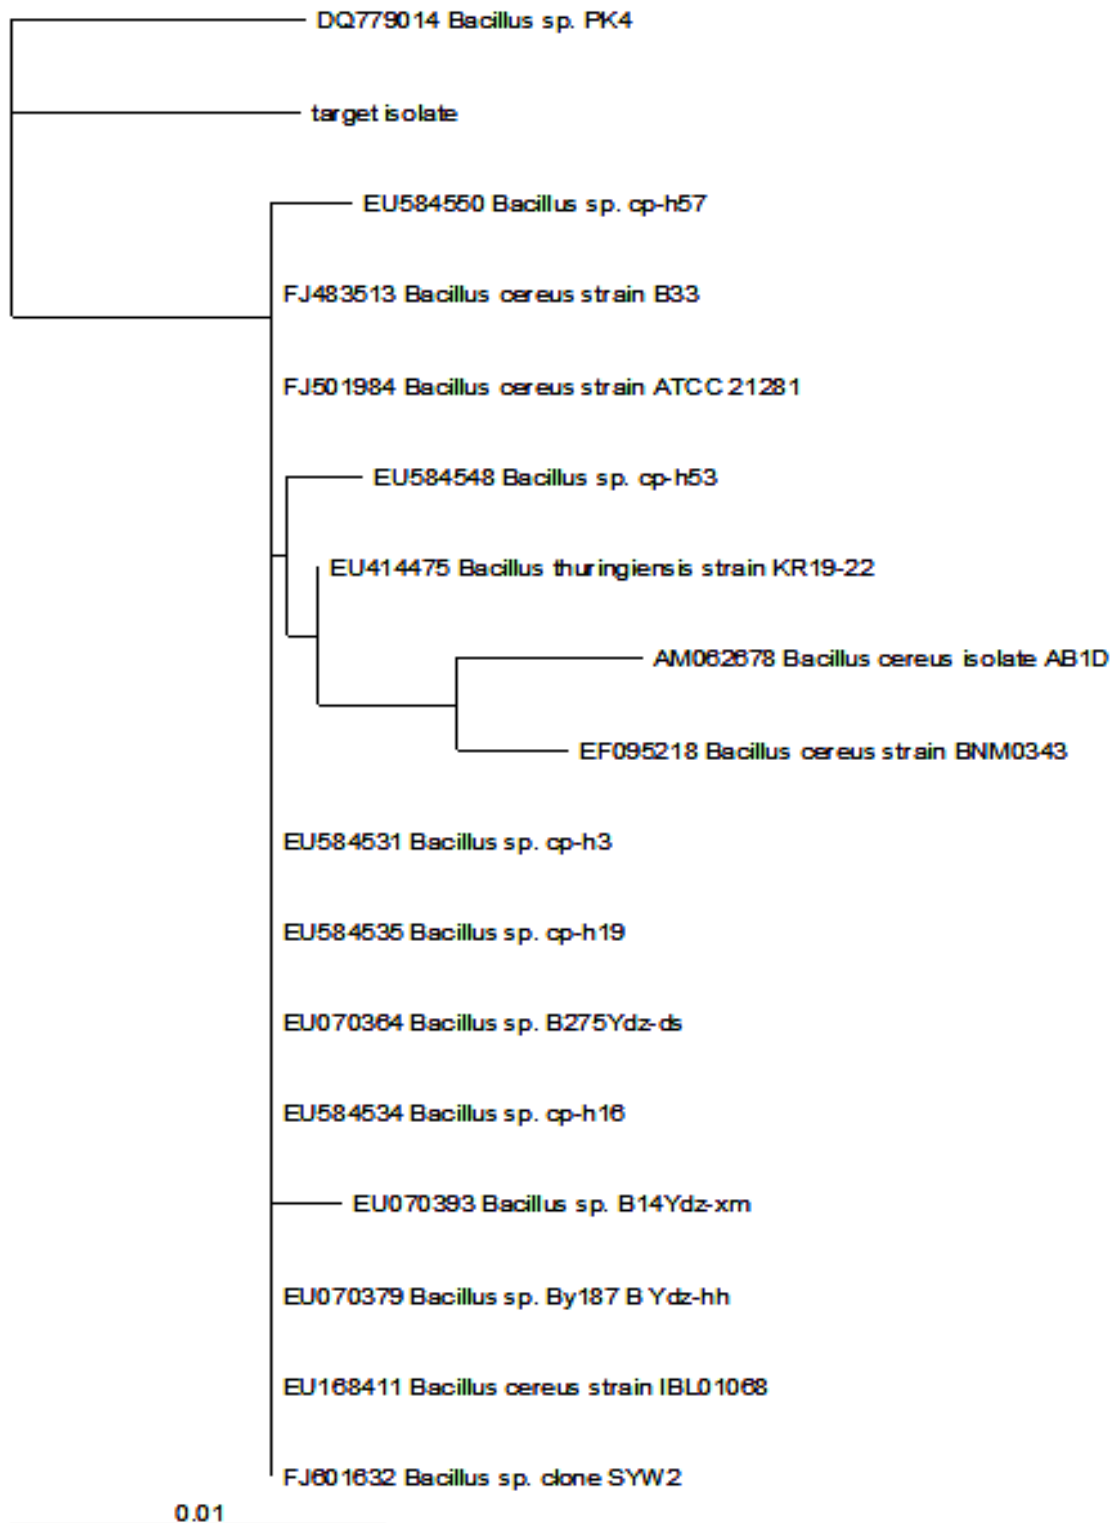 DQ779014 Bacillus sp. PK4
target isolate
EU584550 Bacillus sp. cp-h57
FJ483513 Bacillus cereus strain B33
FJ501984 Bacillus cereus strain ATCC 21281
EU584548 Bacillus sp. cp-h53
EU414475 Bacillus thuringiensis strain KR19-22
AM062678 Bacillus cereus isolate AB1D
EF095218 Bacillus cereus strain BNM0343
EU584531 Bacillus sp. cp-h3
EU584535 Bacillus sp. cp-h19
EU070364 Bacillus sp. B275Ydz-ds
EU584534 Bacillus sp. cp-h16
EU070393 Bacillus sp. B14Ydz-xm
EU070379 Bacillus sp. By187 B Ydz-hh
EU168411 Bacillus cereus strain IBL01068
FJ601632 Bacillus sp. clone SYW2
0.01